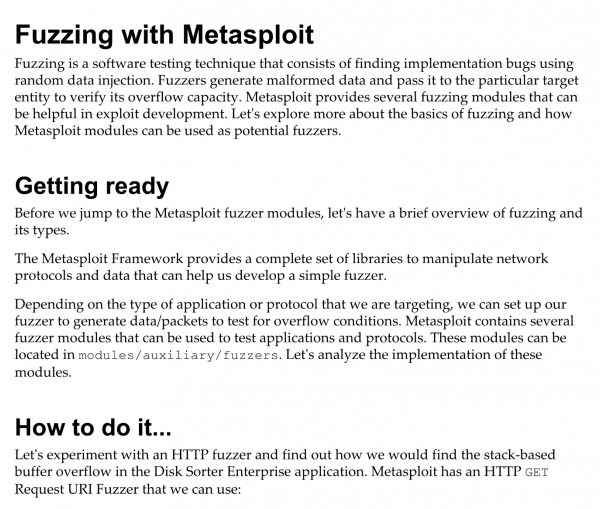 Fuzzing with Metasploit
Fuzzing is a software testing technique that consists of finding implementation bugs using
random data injection. Fuzzers generate malformed data and pass it to the particular target
entity to verify its overflow capacity. Metasploit provides several fuzzing modules that can
be helpful in exploit development. Let's explore more about the basics of fuzzing and how
Metasploit modules can be used as potential fuzzers.
Getting ready
Before we jump to the Metasploit fuzzer modules, let's have a brief overview of fuzzing and
its types.
The Metasploit Framework provides a complete set of libraries to manipulate network
protocols and data that can help us develop a simple fuzzer.
Depending on the type of application or protocol that we are targeting, we can set up our
fuzzer to generate data/packets to test for overflow conditions. Metasploit contains several
fuzzer modules that can be used to test applications and protocols. These modules can be
located in modules/auxiliary/fuzzers. Let's analyze the implementation of these
modules.
How to do it...
Let's experiment with an HTTP fuzzer and find out how we would find the stack-based
buffer overflow in the Disk Sorter Enterprise application. Metasploit has an HTTP GET
Request URI Fuzzer that we can use: